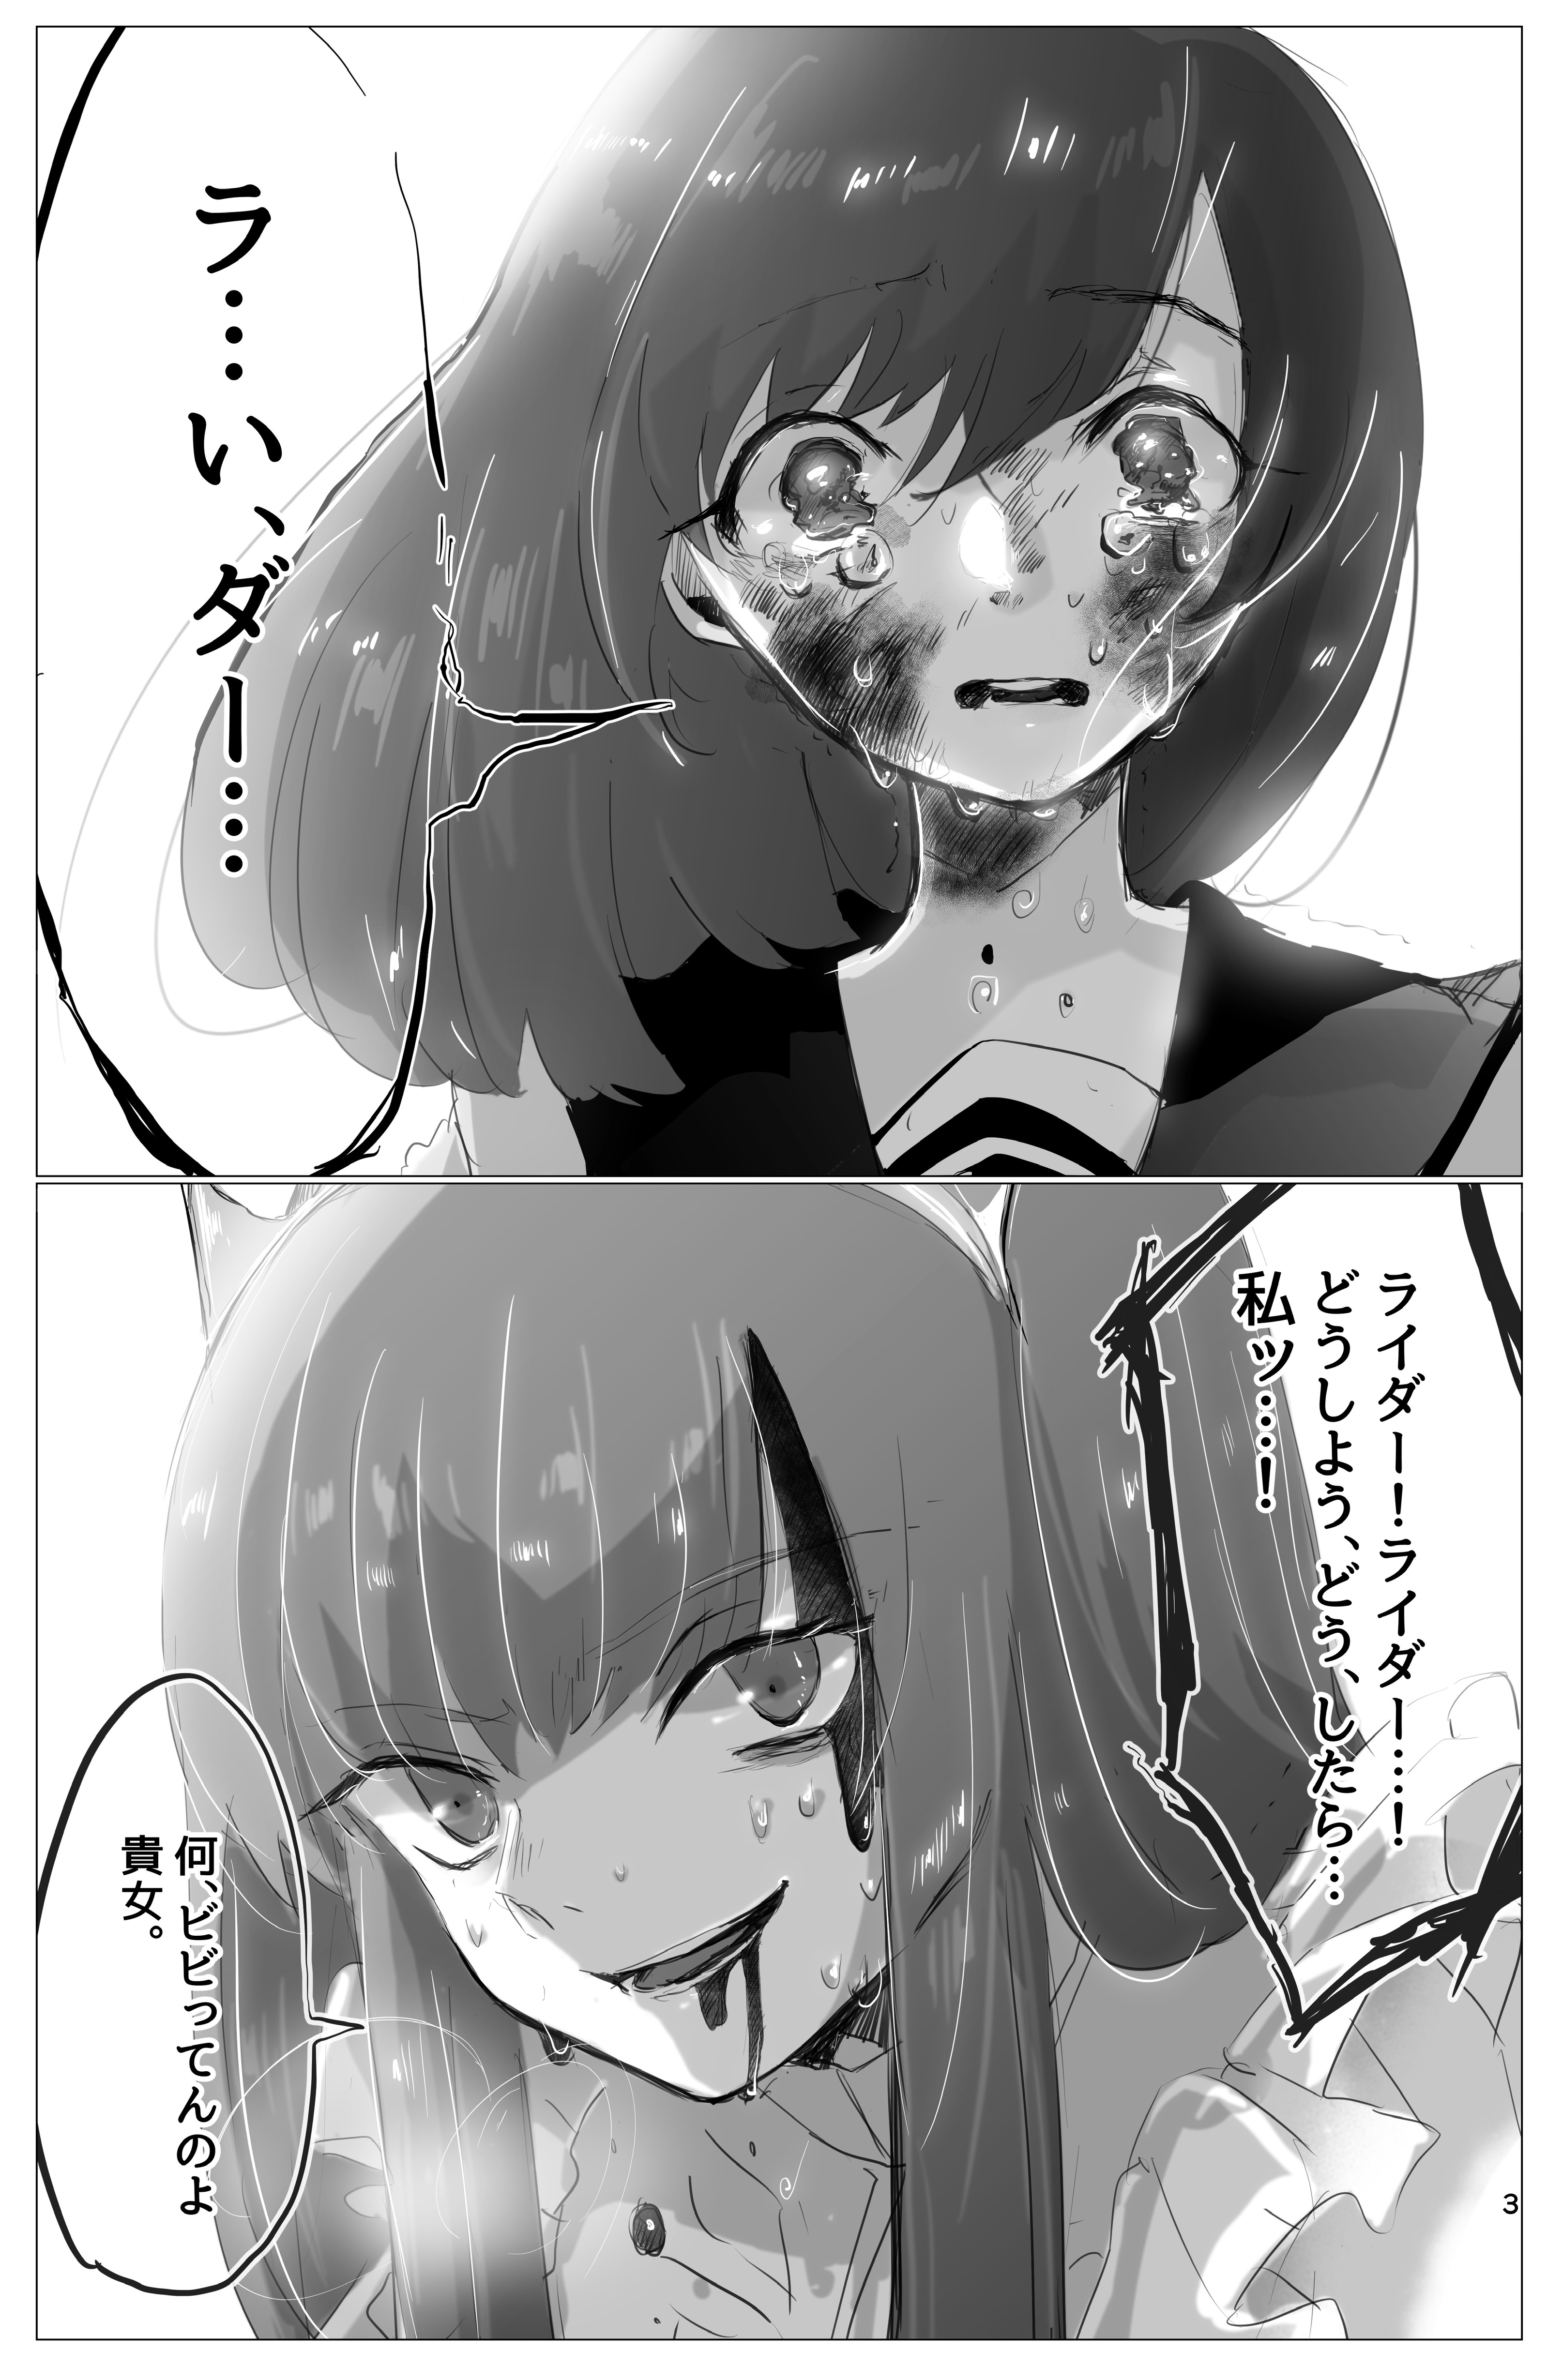 ラ…い、ダー……
ライダー！ライダー…！
どうしよう、どう、したら…
私ッ……！
何、ビビってんのよ
貴女。
3